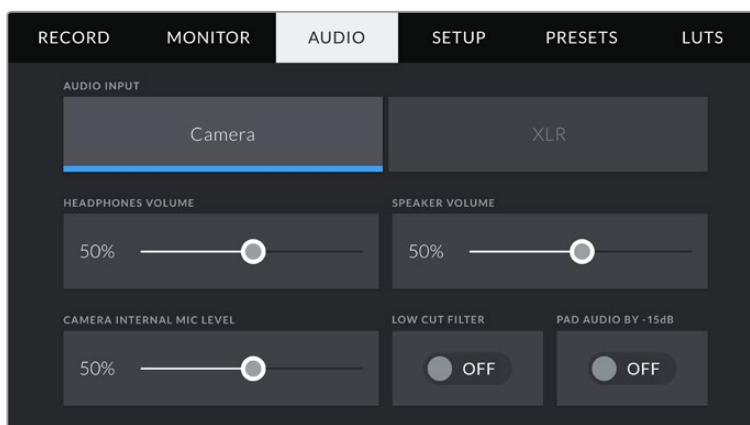 RECORD MONITOR AUDIO SETUP PRESETS LUTS
AUDIO INPUT
Camera XLR
HEADPHONES VOLUME SPEAKER VOLUME
50% 50%
CAMERA INTERNAL MIC LEVEL LOW CUT FILTER PAD AUDIO BY -15dB
50% OFF OFF